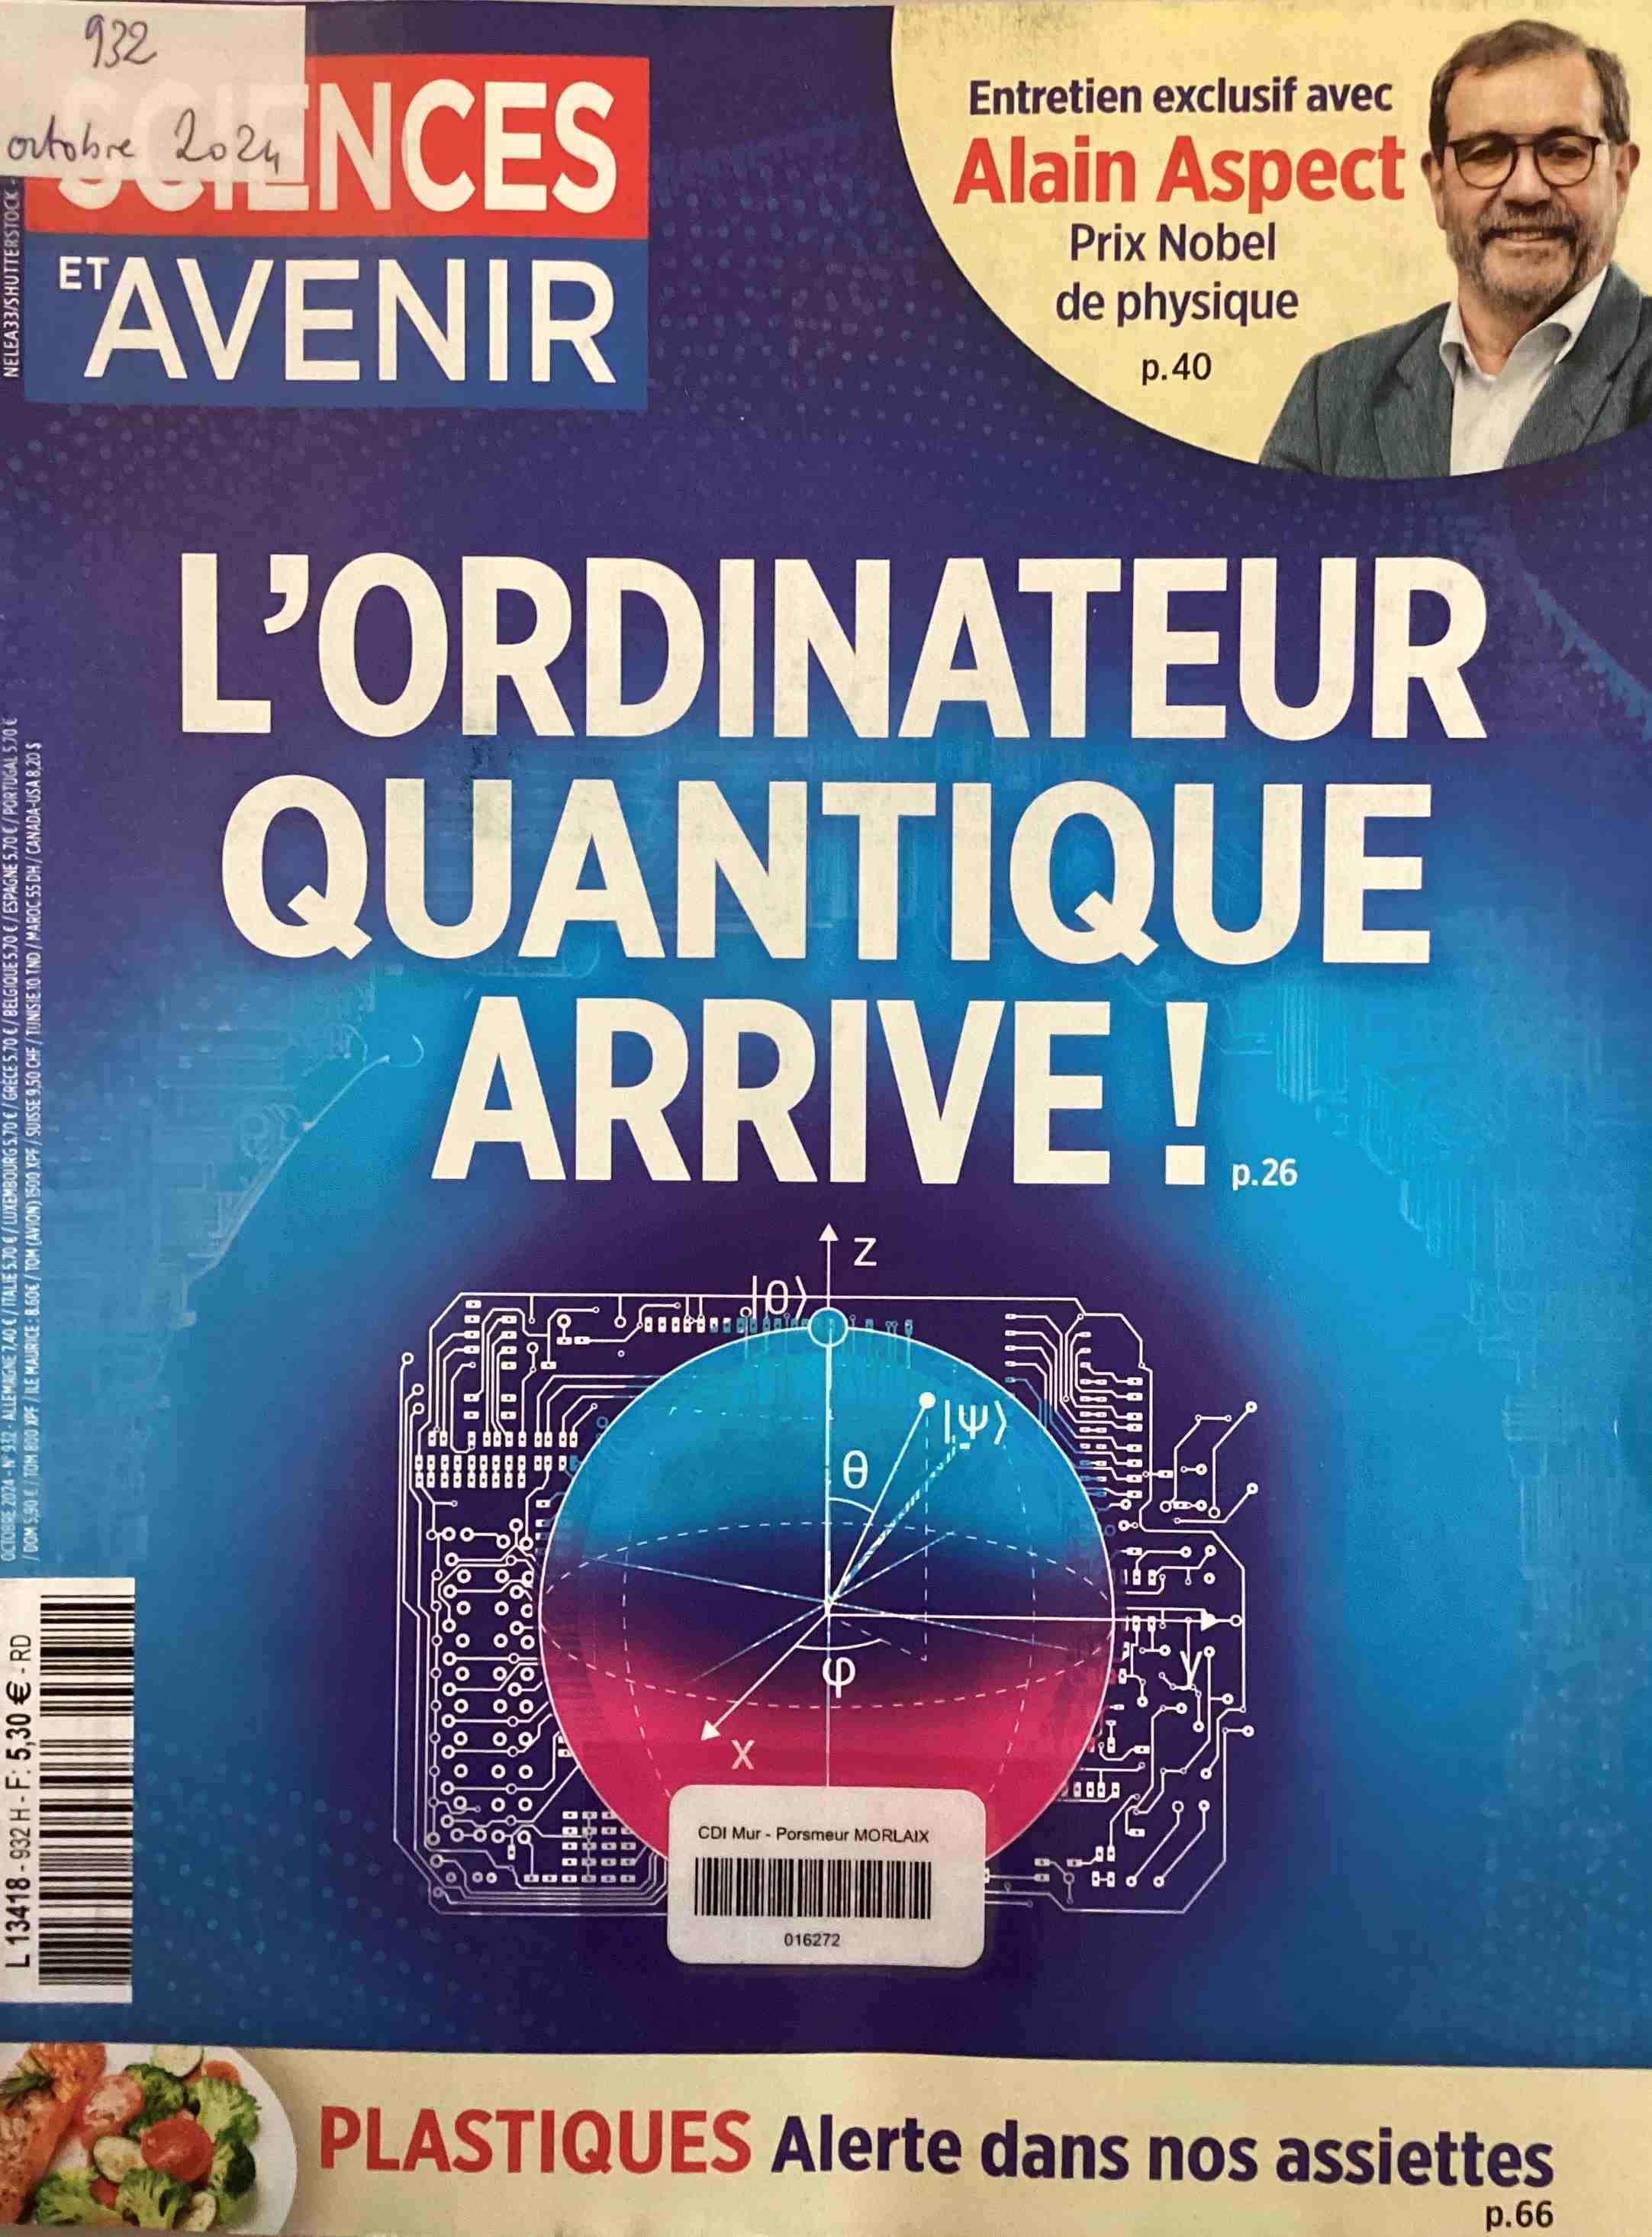 932
octobre 2024
SCIENCES
ET AVENIR
Entretien exclusif avec
Alain Aspect
Prix Nobel
de physique
p.40
NELEA33/SHUTTERSTOCK -
L'ORDINATEUR
QUANTIQUE
ARRIVE !
p.26
OCTOBRE 2024 - N° 932 - ALLEMAGNE 7,40 € / ITALIE 5,70 € / LUXEMBOURG 5,70 € / GRÈCE 5,70 € / BELGIQUE 5,70 € / ESPAGNE 5,70 € / PORTUGAL 5,70 €
/ DOM 5,90 € / TOM 800 XPF / ILE MAURICE : 8,60€ / TOM (AVION) 1500 XPF / SUISSE 9,50 CHF / TUNISIE 10 TND / MAROC 55 DH / CANADA-USA 8,20 $
z
|0⟩
|Ψ⟩
θ
φ
y
x
L 13418 - 932 H - F: 5,30 € - RD
CDI Mur - Porsmeur MORLAIX
016272
PLASTIQUES Alerte dans nos assiettes
p.66